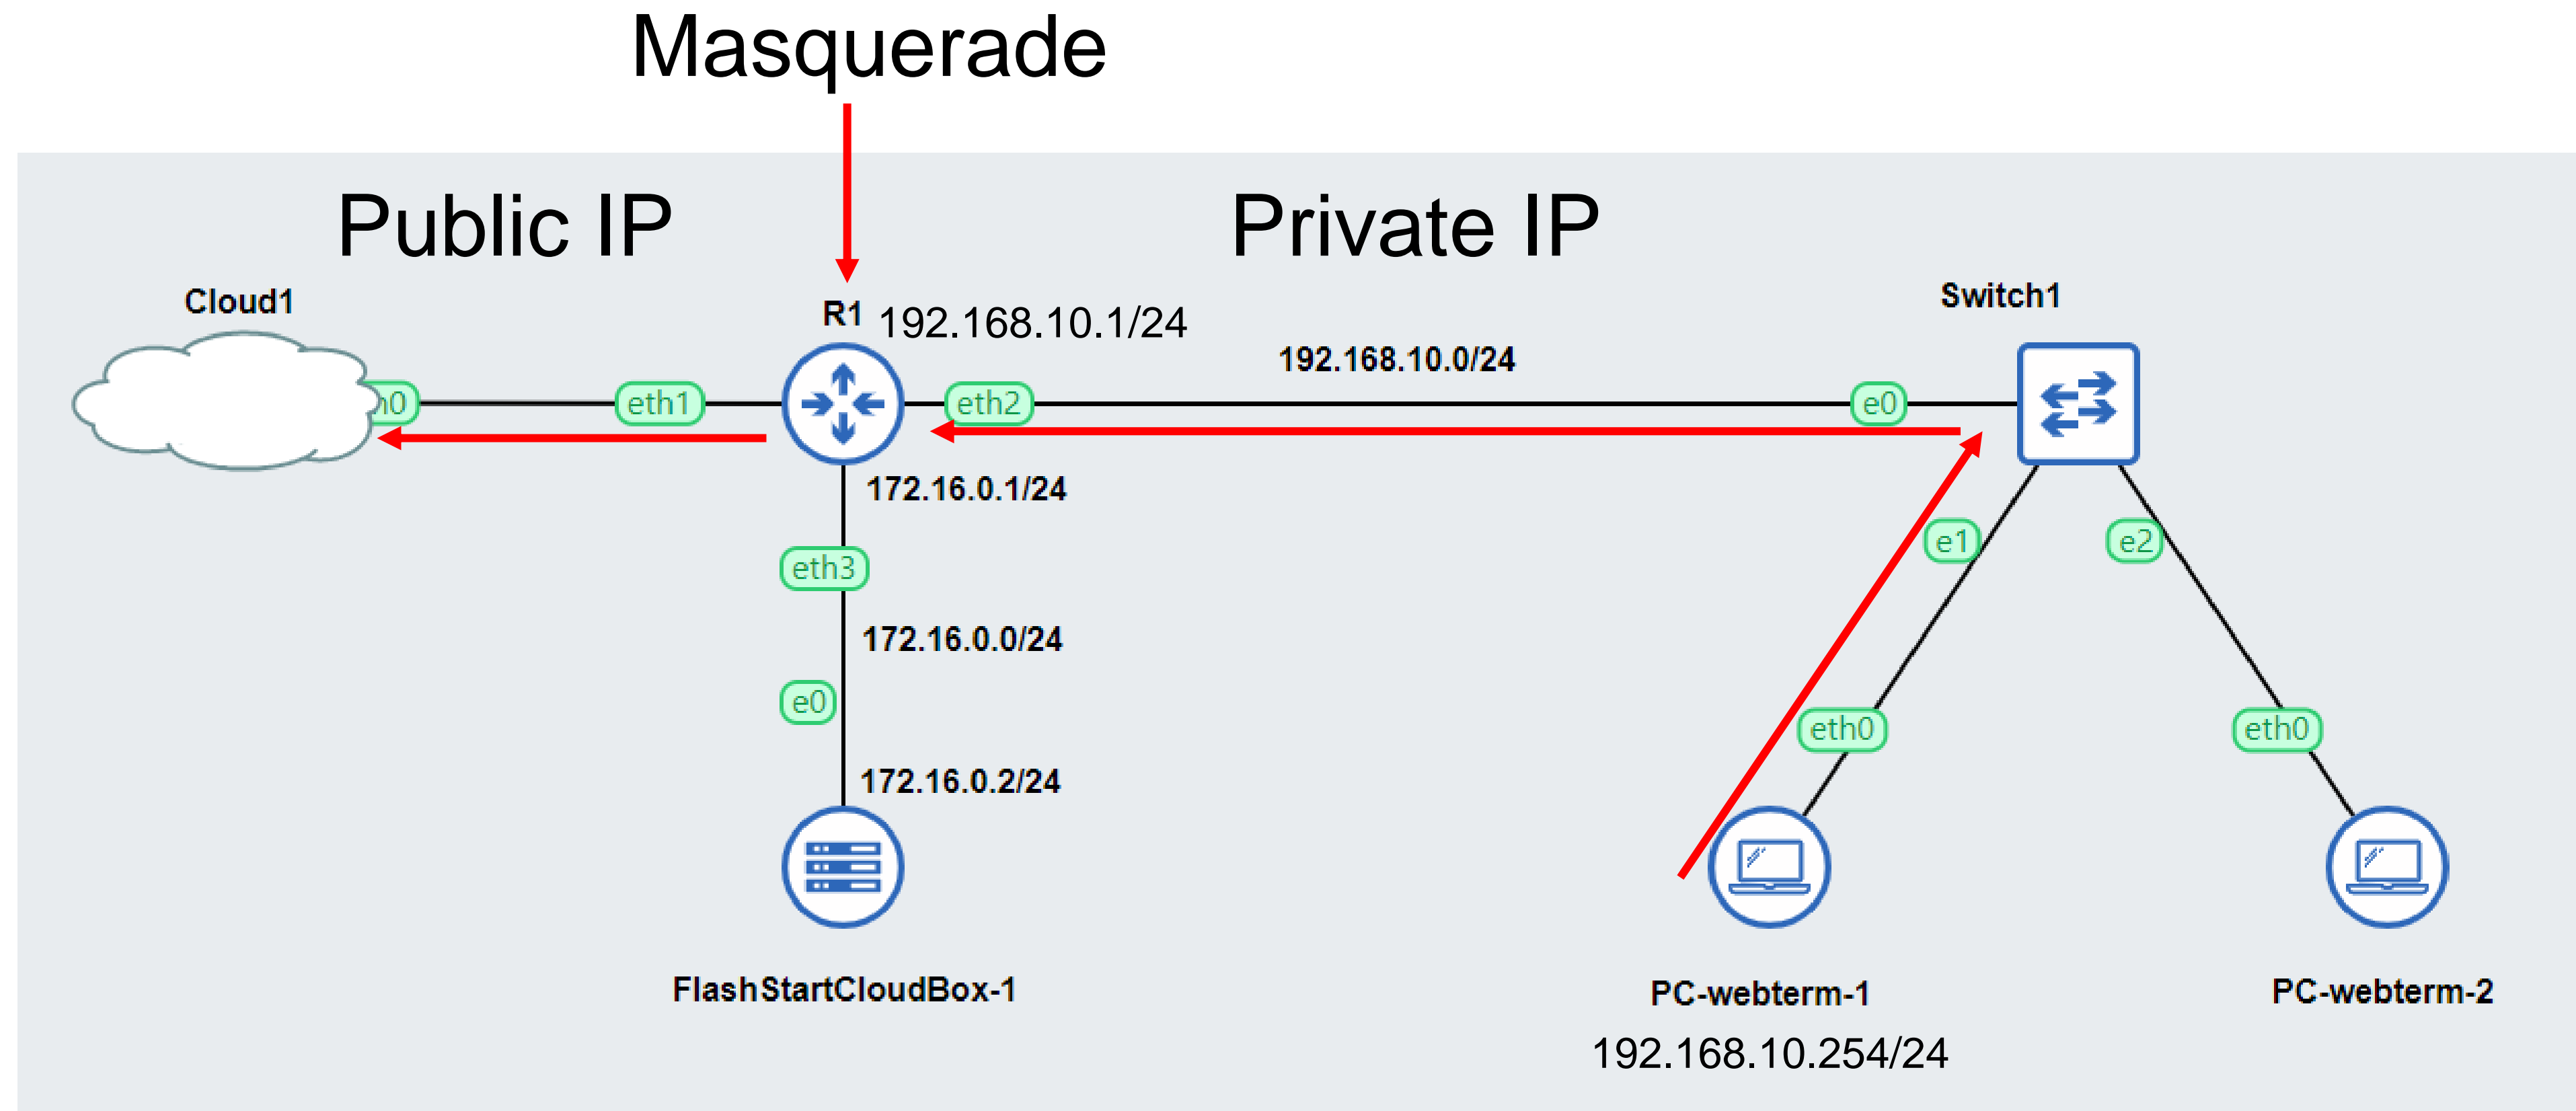 Masquerade
Public IP
Private IP
Cloud1
R1
192.168.10.1/24
Switch1
192.168.10.0/24
h0
eth1
eth2
e0
172.16.0.1/24
e1
e2
eth3
172.16.0.0/24
e0
eth0
eth0
172.16.0.2/24
FlashStartCloudBox-1
PC-webterm-1
PC-webterm-2
192.168.10.254/24